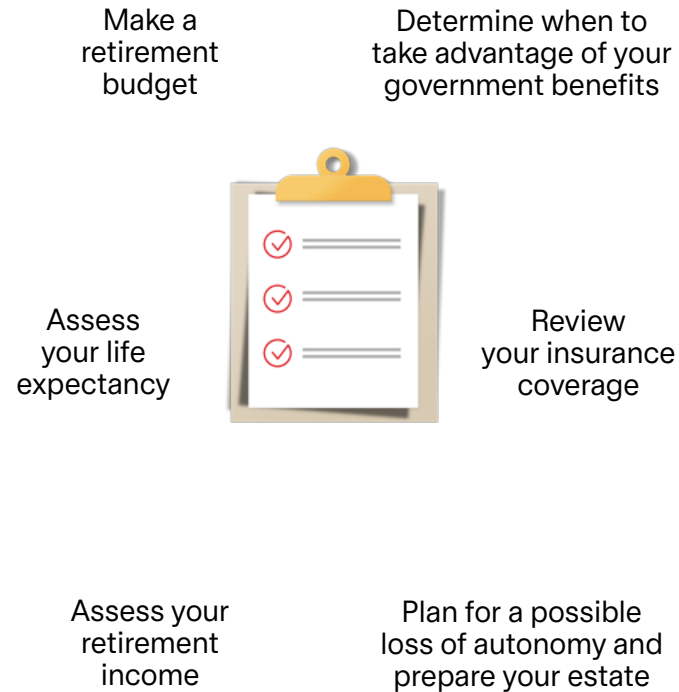 Make a
retirement
budget
Determine when to
take advantage of your
government benefits
Assess
your life
expectancy
Review
your insurance
coverage
Assess your
retirement
income
Plan for a possible
loss of autonomy and
prepare your estate